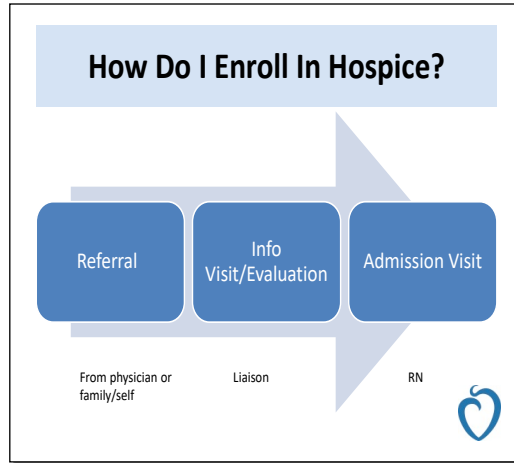 How Do I Enroll In Hospice?
Referral
Info
Visit/Evaluation
Admission Visit
From physician or
family/self
Liaison
RN